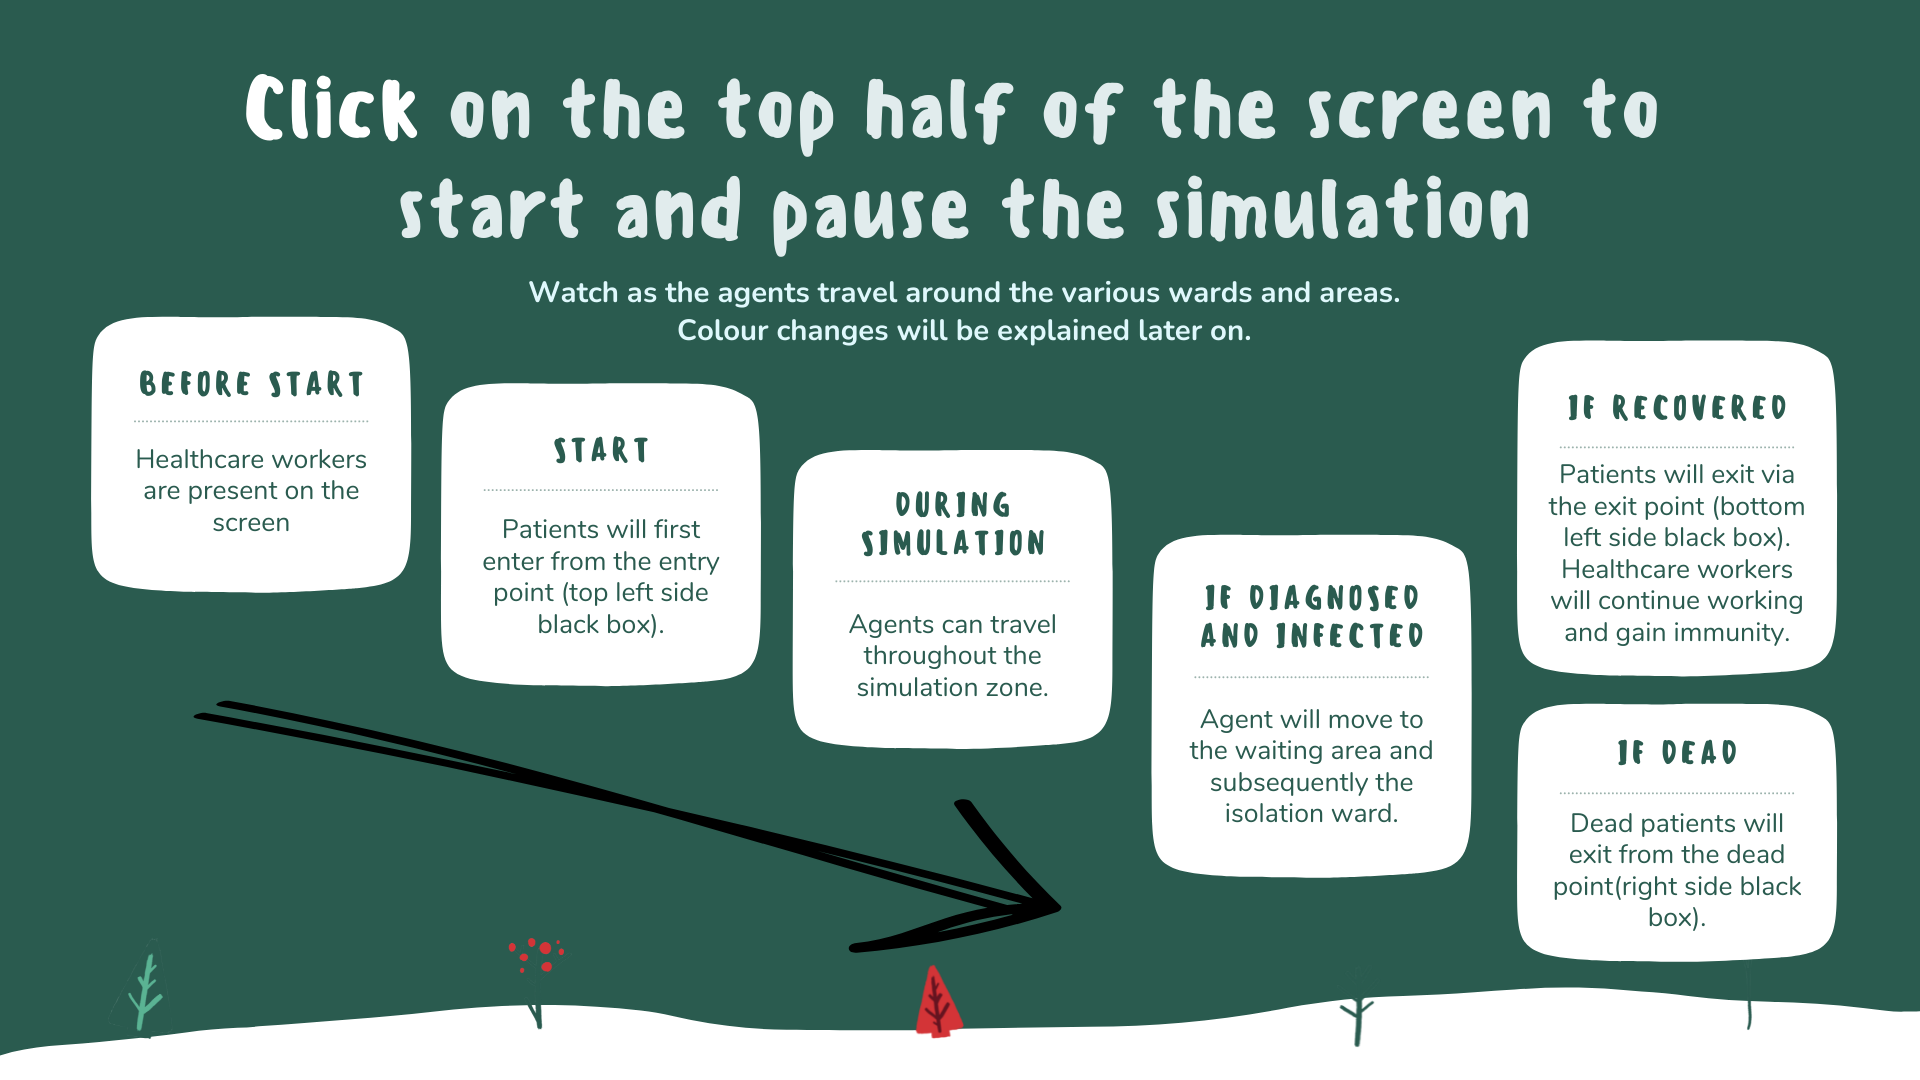 Click on the top half of the screen to
start and pause the simulation
Watch as the agents travel around the various wards and areas.
Colour changes will be explained later on.
BEFORE START
Healthcare workers
are present on the
screen
START
Patients will first
enter from the entry
point (top left side
black box).
DURING
SIMULATION
Agents can travel
throughout the
simulation zone.
IF DIAGNOSED
AND INFECTED
Agent will move to
the waiting area and
subsequently the
isolation ward.
IF RECOVERED
Patients will exit via
the exit point (bottom
left side black box).
Healthcare workers
will continue working
and gain immunity.
IF DEAD
Dead patients will
exit from the dead
point(right side black
box).